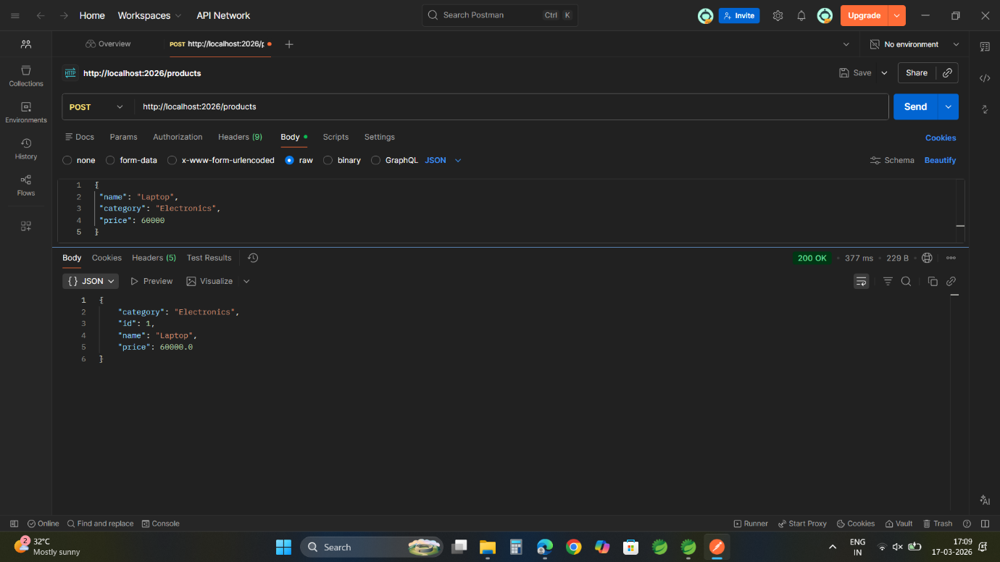 Home Workspaces API Network Search Postman Ctrl K Invite Upgrade
Overview POST http://localhost:2026/p No environment
HTTP http://localhost:2026/products Save Share
Collections
POST http://localhost:2026/products Send
Environments
Docs Params Authorization Headers (9) Body Scripts Settings Cookies
History
none form-data x-www-form-urlencoded raw binary GraphQL JSON Schema Beautify
Flows
1 {
2 "name": "Laptop",
3 "category": "Electronics",
4 "price": 60000
5 }
Body Cookies Headers (5) Test Results 200 OK • 377 ms • 229 B
{} JSON Preview Visualize
1 {
2 "category": "Electronics",
3 "id": 1,
4 "name": "Laptop",
5 "price": 60000.0
6 }
AI
Online Find and replace Console Runner Start Proxy Cookies Vault Trash
2 32°C
Mostly sunny
Search
ENG
IN
17:09
17-03-2026